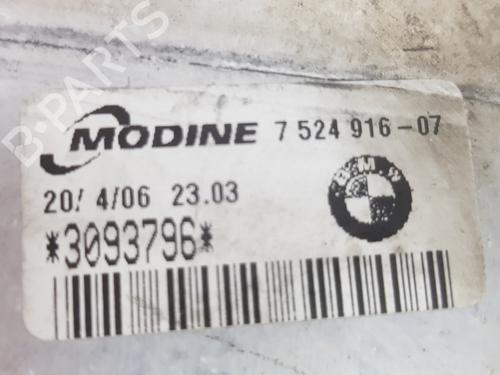 MODINE 7 524 916-07
BMW
20/ 4/06 23.03
*3093796*
B-PARTS